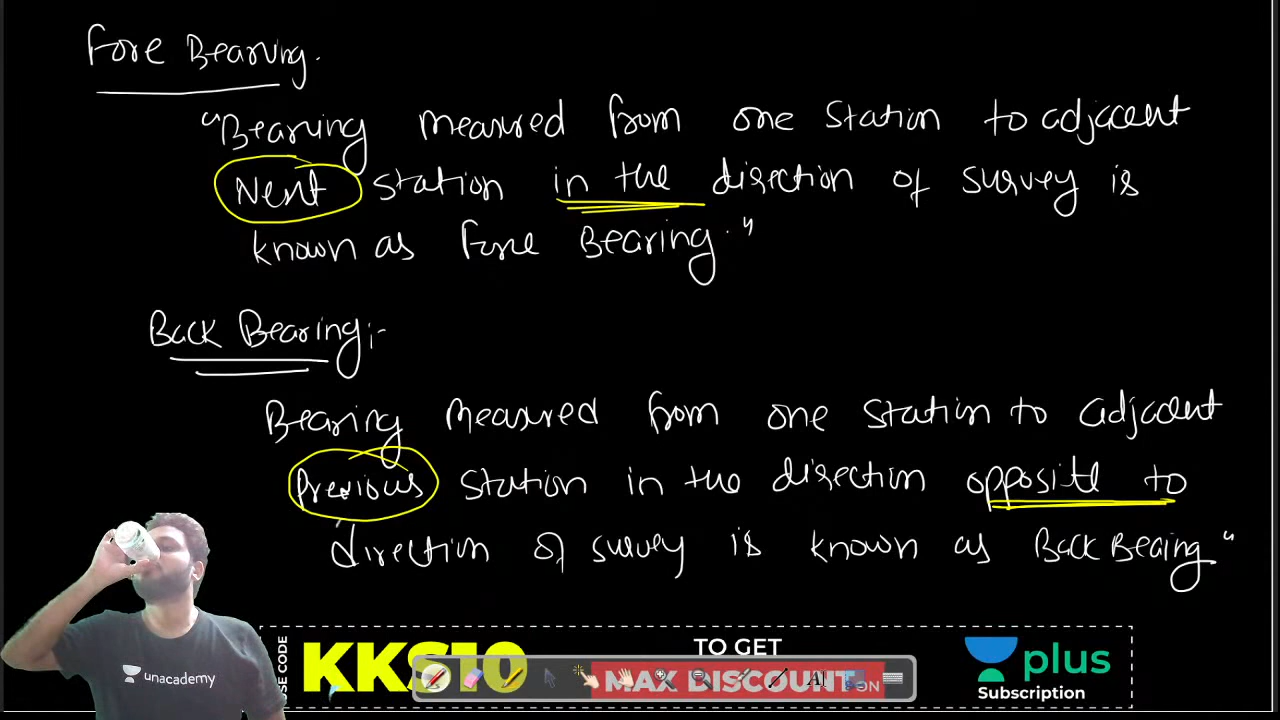 Fore Bearing.
"Bearing measured from one station to adjacent
Next station in the direction of survey is
known as Fore Bearing."
Back Bearing :-
Bearing measured from one station to adjacent
Previous station in the direction opposite to
direction of survey is known as Back Bearing"
unacademy
USE CODE
KKS10
TO GET
MAX DISCOUNT
ON
plus
Subscription